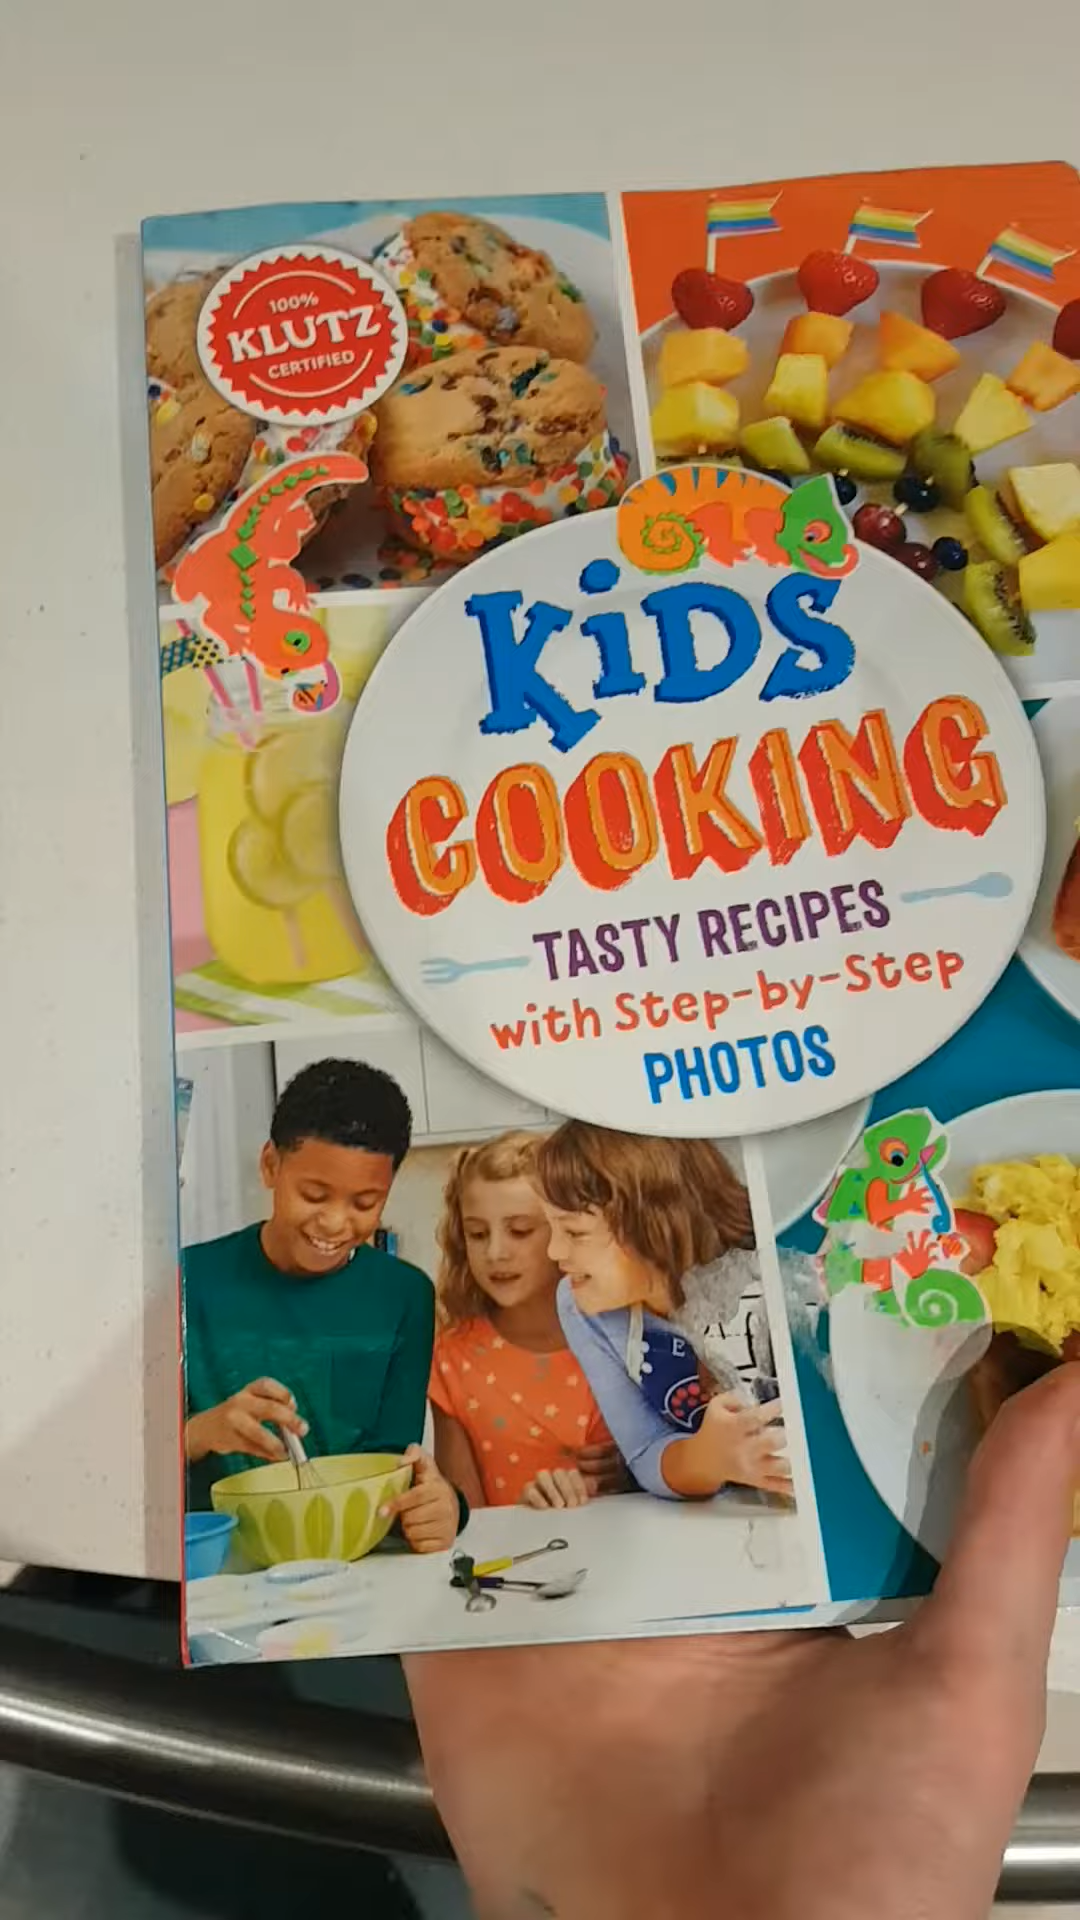 100%
KLUTZ
CERTIFIED
KiDS
COOKING
TASTY RECIPES
with Step-by-Step
PHOTOS
E